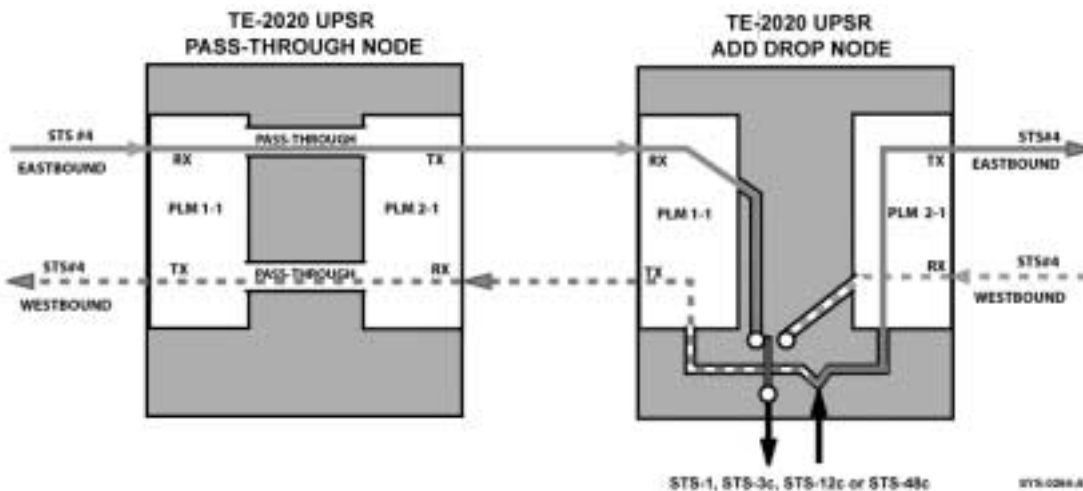 TE-2020 UPSR
PASS-THROUGH NODE
TE-2020 UPSR
ADD DROP NODE
STS #4
EASTBOUND
RX
PASS-THROUGH
TX
PLM 1-1
PLM 2-1
STS#4
WESTBOUND
TX
PASS-THROUGH
RX
RX
TX
STS#4
EASTBOUND
PLM 1-1
PLM 2-1
TX
RX
STS#4
WESTBOUND
STS-1, STS-3c, STS-12c or STS-48c